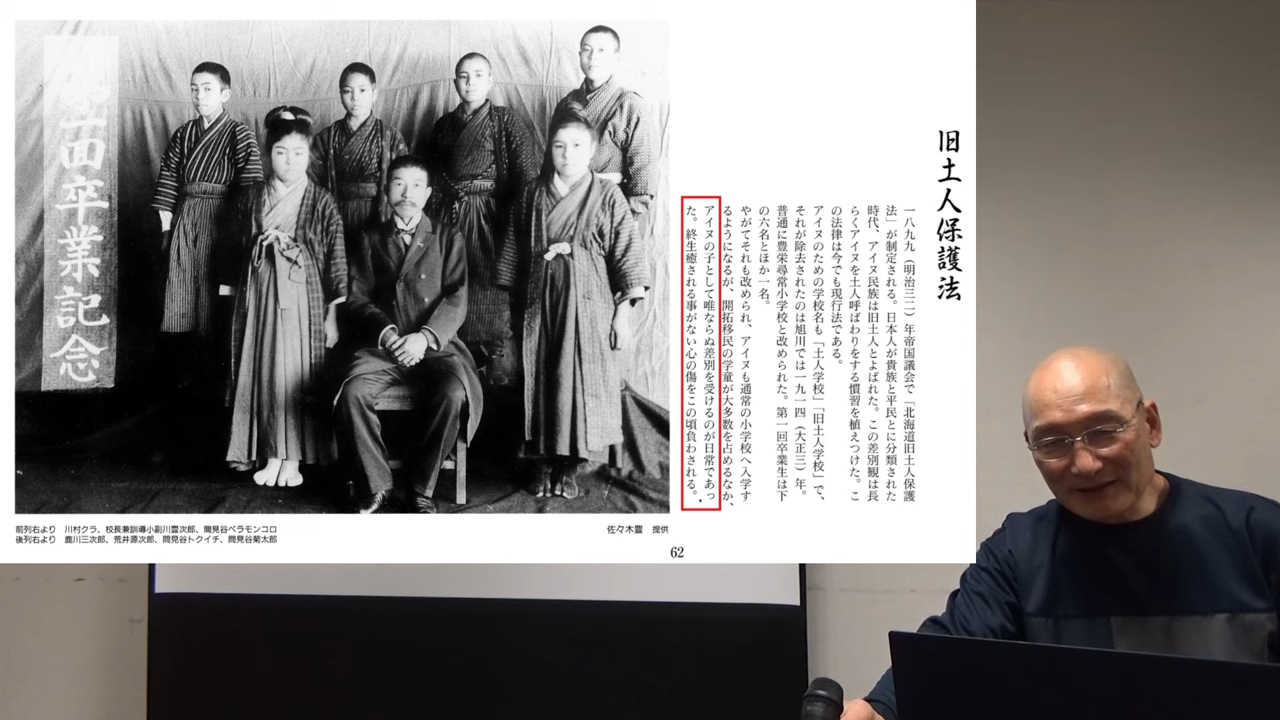 旧土人保護法
一八九九（明治三二）年帝国議会で「北海道旧土人保護
法」が制定される。日本人が貴族と平民とに分類された
時代、アイヌ民族は旧土人とよばれた。この差別観は長
らくアイヌを土人呼ばわりをする慣習を植えつけた。こ
の法律は今でも現行法である。
アイヌのための学校名も「土人学校」「旧土人学校」で、
それが除去されたのは旭川では一九一四（大正三）年。
普通に豊栄尋常小学校と改められた。第一回卒業生は下
の六名とほか一名。
やがてそれも改められ、アイヌも通常の小学校へ入学す
るようになるが、開拓移民の学童が大多数を占めるなか、
アイヌの子として唯ならぬ差別を受けるのが日常であっ
た。終生癒される事がない心の傷をこの頃負わされる。
回卒業記念
前列右より　川村クラ、校長兼訓導小副川豊次郎、間見谷ペラモンコロ
後列右より　鹿川三次郎、荒井源次郎、間見谷トクイチ、間見谷菊太郎
佐々木豊　提供
62